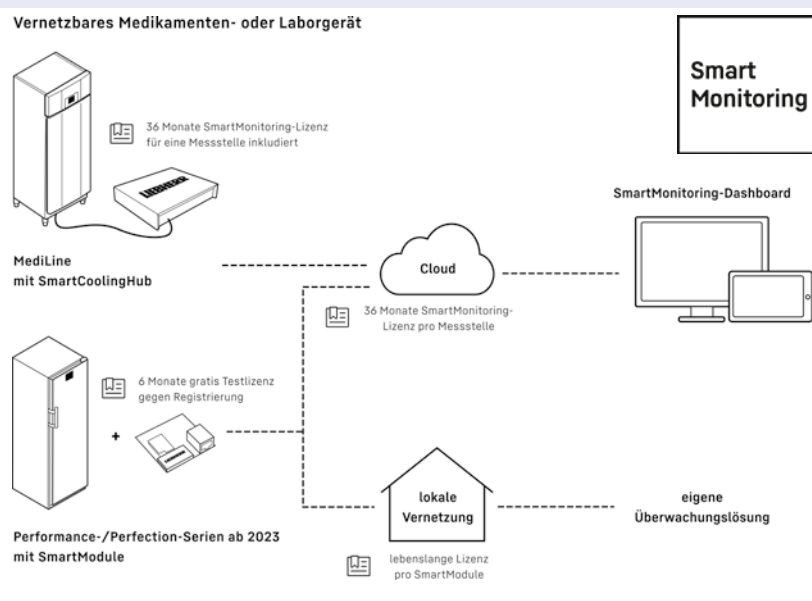 Vernetzbares Medikamenten- oder Laborgerät
Smart
Monitoring
36 Monate SmartMonitoring-Lizenz
für eine Messstelle inkludiert
LIEBHERR
SmartMonitoring-Dashboard
MediLine
mit SmartCoolingHub
Cloud
36 Monate SmartMonitoring-
Lizenz pro Messstelle
6 Monate gratis Testlizenz
gegen Registrierung
+
LIEBHERR
lokale
Vernetzung
eigene
Überwachungslösung
Performance-/Perfection-Serien ab 2023
mit SmartModule
lebenslange Lizenz
pro SmartModule